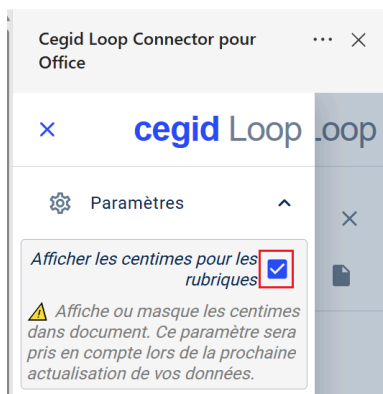 Cegid Loop Connector pour
Office
cegid Loop
Loop
Paramètres
Afficher les centimes pour les
rubriques
Affiche ou masque les centimes
dans document. Ce paramètre sera
pris en compte lors de la prochaine
actualisation de vos données.